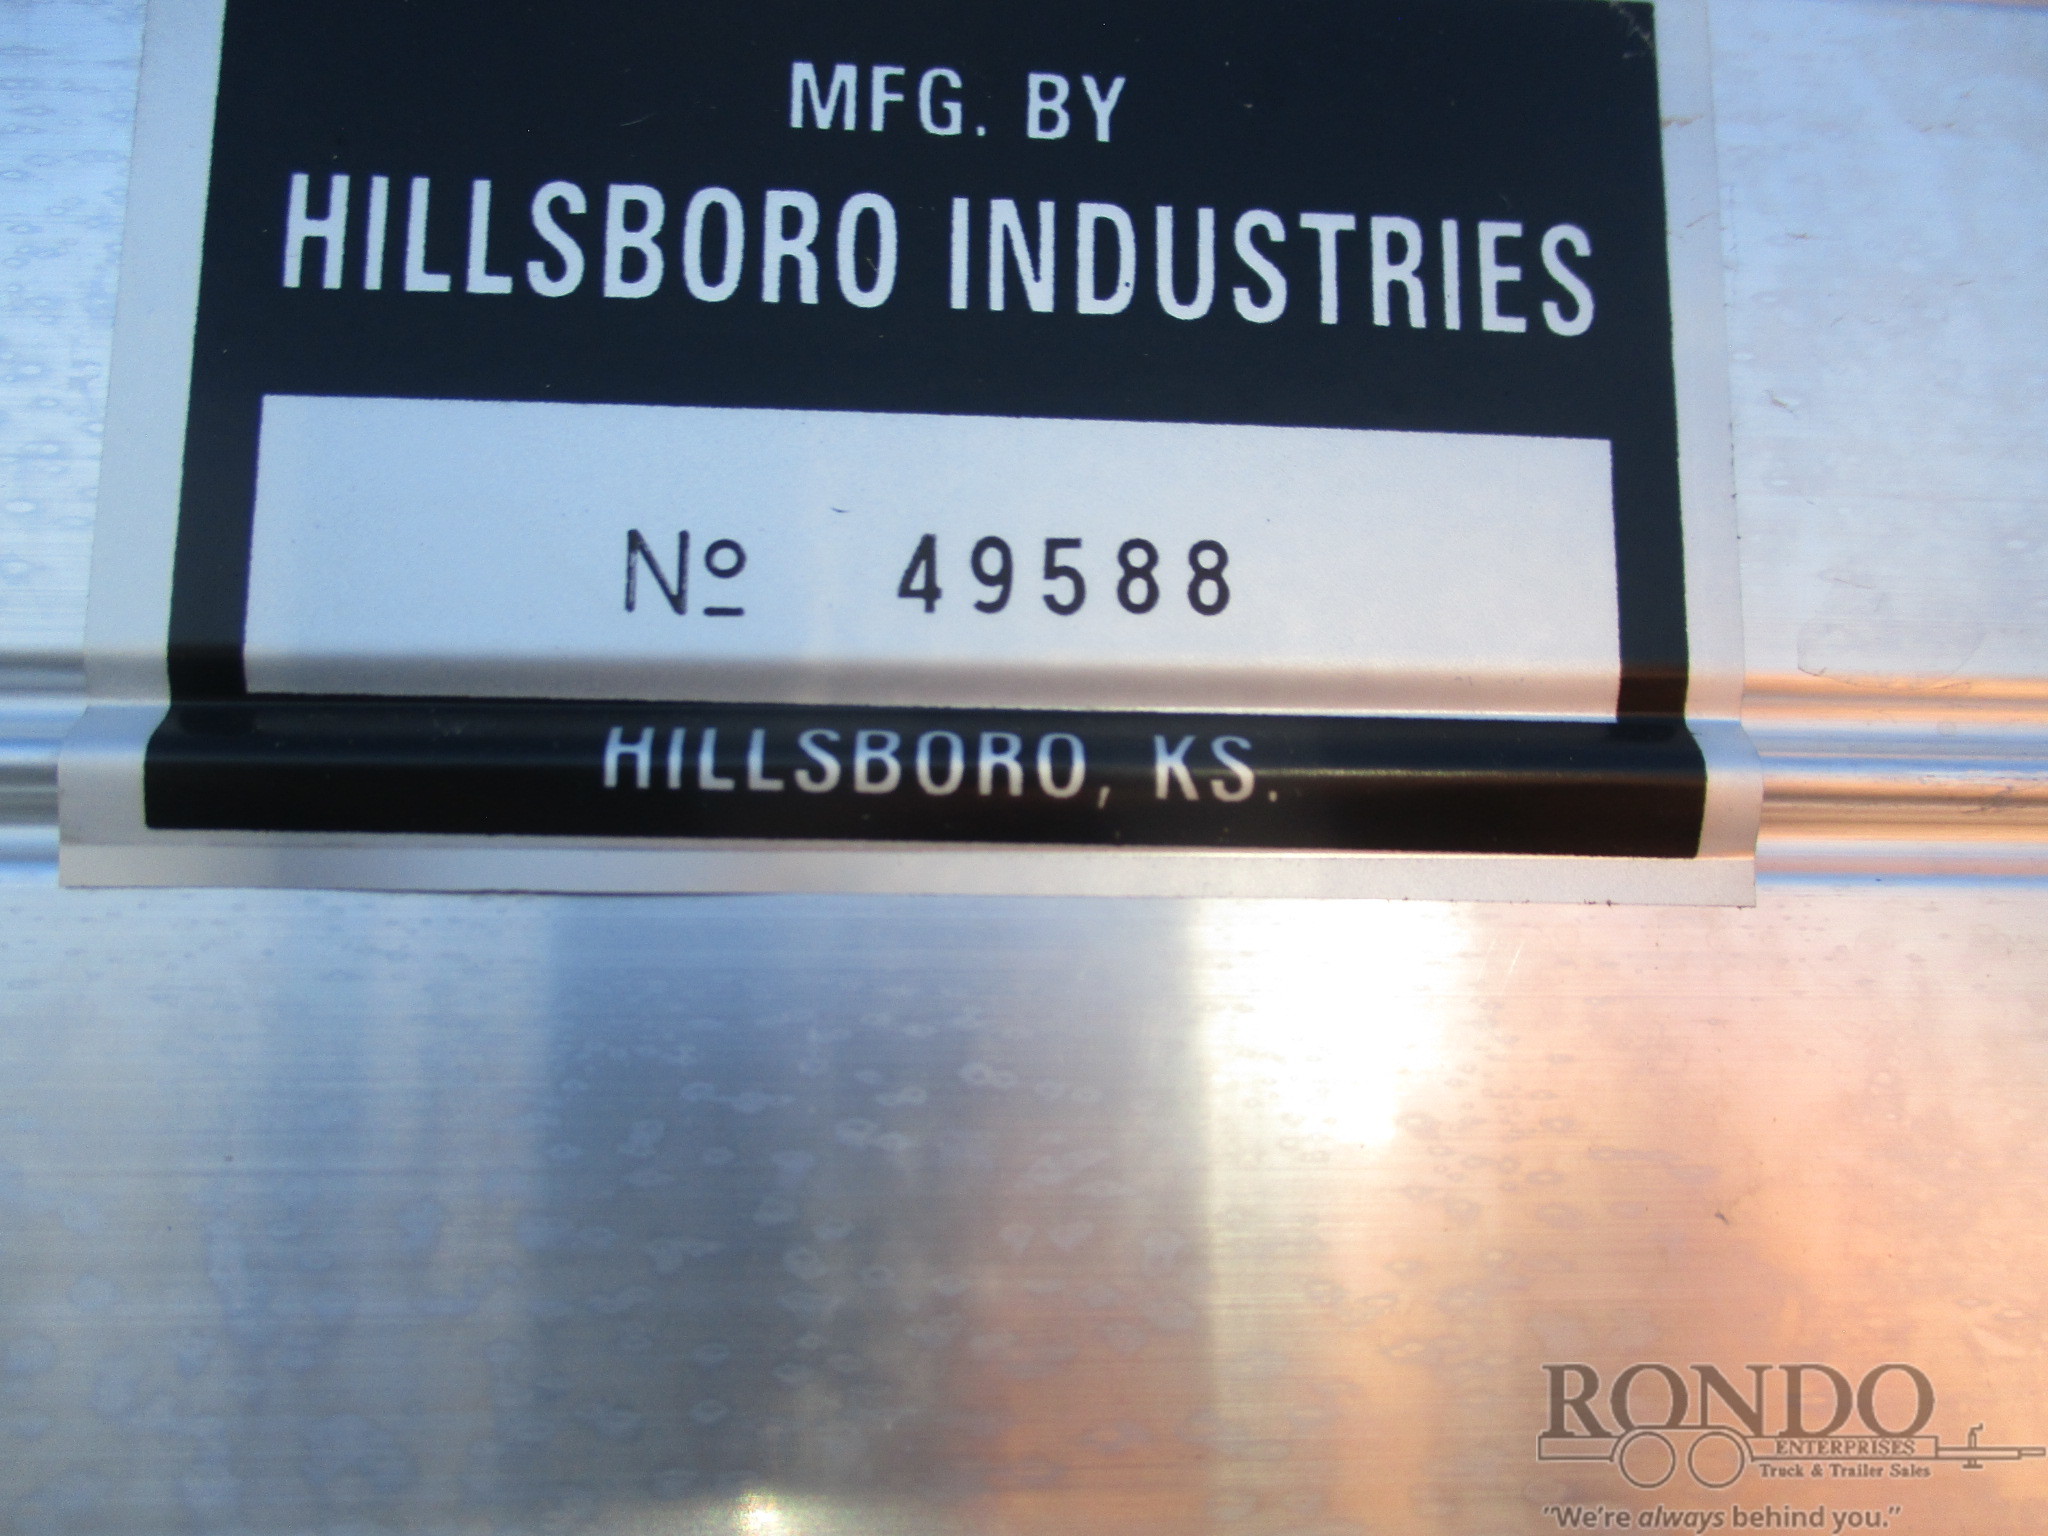 MFG. BY
HILLSBORO INDUSTRIES
Nº 49588
HILLSBORO, KS.
RONDO
ENTERPRISES
Truck & Trailer Sales
"We're always behind you."